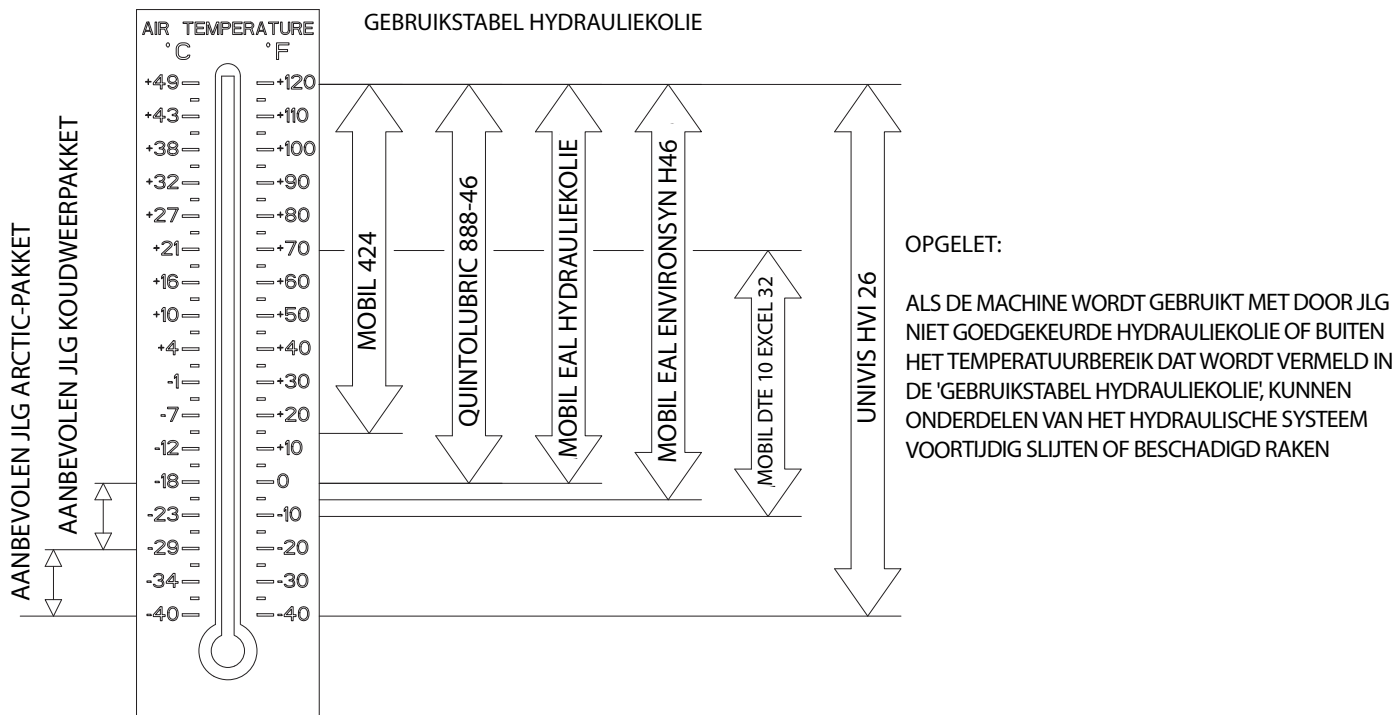 GEBRUIKSTABEL HYDRAULIEKOLIE
AIR TEMPERATURE
°C °F
+49 +120
+43 +110
+38 +100
+32 +90
+27 +80
+21 +70
+16 +60
+10 +50
+4 +40
-1 +30
-7 +20
-12 +10
-18 0
-23 -10
-29 -20
-34 -30
-40 -40
AANBEVOLEN JLG ARCTIC-PAKKET
AANBEVOLEN JLG KOUDWEERPAKKET
MOBIL 424
QUINTOLUBRIC 888-46
MOBIL EAL HYDRAULIEKOLIE
MOBIL EAL ENVIRONSYN H46
MOBIL DTE 10 EXCEL 32
UNIVIS HVI 26
OPGELET:
ALS DE MACHINE WORDT GEBRUIKT MET DOOR JLG
NIET GOEDGEKEURDE HYDRAULIEKOLIE OF BUITEN
HET TEMPERATUURBEREIK DAT WORDT VERMELD IN
DE 'GEBRUIKSTABEL HYDRAULIEKOLIE', KUNNEN
ONDERDELEN VAN HET HYDRAULISCHE SYSTEEM
VOORTIJDIG SLIJTEN OF BESCHADIGD RAKEN